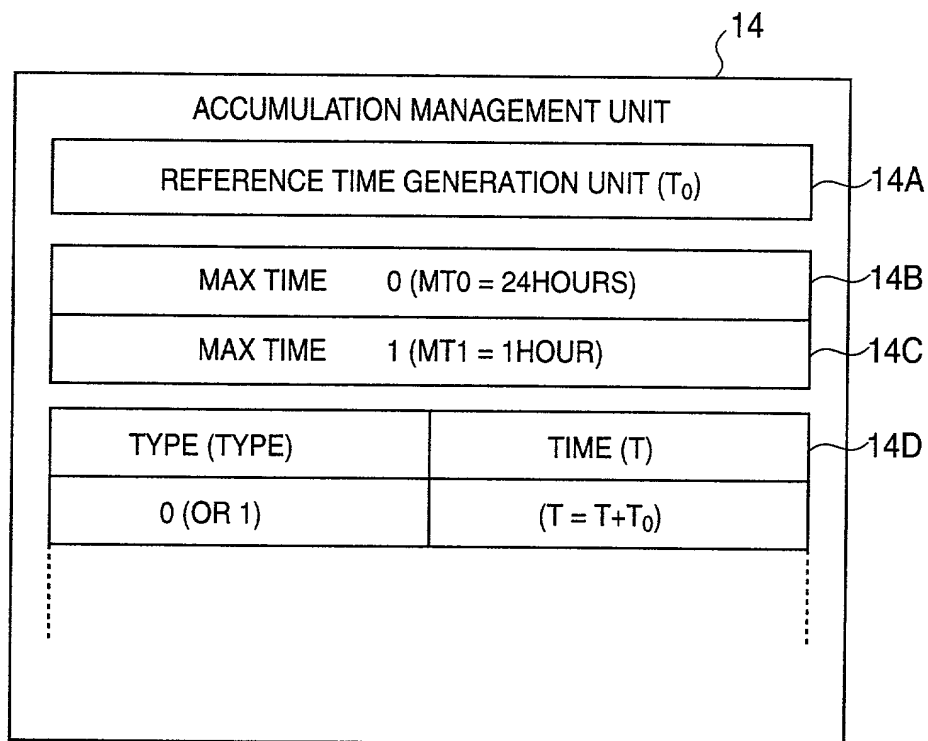 14
ACCUMULATION MANAGEMENT UNIT
REFERENCE TIME GENERATION UNIT (T₀) 14A
MAX TIME 0 (MT0 = 24HOURS) 14B
MAX TIME 1 (MT1 = 1HOUR) 14C
TYPE (TYPE) TIME (T) 14D
0 (OR 1) (T = T+T₀)